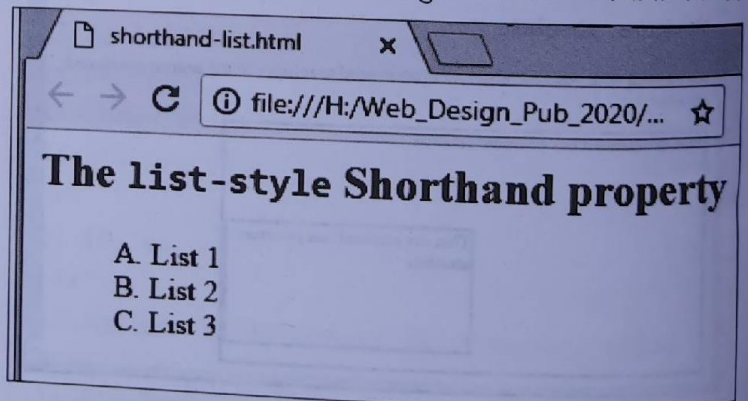 shorthand-list.html
file:///H:/Web_Design_Pub_2020/...
The list-style Shorthand property
A. List 1
B. List 2
C. List 3